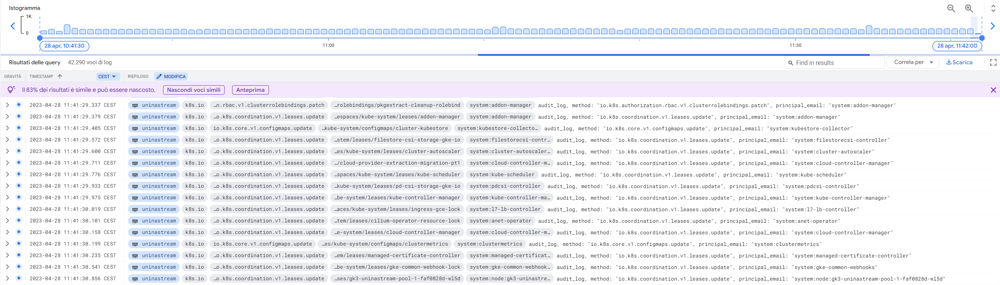 Istogramma
1K
0
28 apr, 10:41:30 11:00 11:30 28 apr, 11:42:00
Risultati delle query 42.290 voci di log Find in results Correla per Scarica
GRAVITÀ TIMESTAMP CEST RIEPILOGO MODIFICA
Il 83% dei risultati è simile e può essere nascosto. Nascondi voci simili Anteprima
2023-04-28 11:41:29.337 CEST uninastream k8s.io …n.rbac.v1.clusterrolebindings.patch …rolebindings/pkgextract-cleanup-rolebind system:addon-manager audit_log, method: "io.k8s.authorization.rbac.v1.clusterrolebindings.patch", principal_email: "system:addon-manager"
2023-04-28 11:41:29.379 CEST uninastream k8s.io …o.k8s.coordination.v1.leases.update …espaces/kube-system/leases/addon-manager system:addon-manager audit_log, method: "io.k8s.coordination.v1.leases.update", principal_email: "system:addon-manager"
2023-04-28 11:41:29.405 CEST uninastream k8s.io io.k8s.core.v1.configmaps.update …kube-system/configmaps/cluster-kubestore system:kubestore-collecto… audit_log, method: "io.k8s.core.v1.configmaps.update", principal_email: "system:kubestore-collector"
2023-04-28 11:41:29.572 CEST uninastream k8s.io …o.k8s.coordination.v1.leases.update …stem/leases/filestore-csi-storage-gke-io system:filestorecsi-contr… audit_log, method: "io.k8s.coordination.v1.leases.update", principal_email: "system:filestorecsi-controller"
2023-04-28 11:41:29.600 CEST uninastream k8s.io …o.k8s.coordination.v1.leases.update …es/kube-system/leases/cluster-autoscaler system:cluster-autoscaler… audit_log, method: "io.k8s.coordination.v1.leases.update", principal_email: "system:cluster-autoscaler"
2023-04-28 11:41:29.711 CEST uninastream k8s.io …o.k8s.coordination.v1.leases.update …/cloud-provider-extraction-migration-pt1 system:cloud-controller-m… audit_log, method: "io.k8s.coordination.v1.leases.update", principal_email: "system:cloud-controller-manager"
2023-04-28 11:41:29.776 CEST uninastream k8s.io …o.k8s.coordination.v1.leases.update …spaces/kube-system/leases/kube-scheduler system:kube-scheduler audit_log, method: "io.k8s.coordination.v1.leases.update", principal_email: "system:kube-scheduler"
2023-04-28 11:41:29.933 CEST uninastream k8s.io …o.k8s.coordination.v1.leases.update …kube-system/leases/pd-csi-storage-gke-io system:pdcsi-controller audit_log, method: "io.k8s.coordination.v1.leases.update", principal_email: "system:pdcsi-controller"
2023-04-28 11:41:29.975 CEST uninastream k8s.io …o.k8s.coordination.v1.leases.update …be-system/leases/kube-controller-manager system:kube-controller-ma… audit_log, method: "io.k8s.coordination.v1.leases.update", principal_email: "system:kube-controller-manager"
2023-04-28 11:41:30.019 CEST uninastream k8s.io …o.k8s.coordination.v1.leases.update …aces/kube-system/leases/ingress-gce-lock system:l7-lb-controller audit_log, method: "io.k8s.coordination.v1.leases.update", principal_email: "system:l7-lb-controller"
2023-04-28 11:41:30.101 CEST uninastream k8s.io …o.k8s.coordination.v1.leases.update …tem/leases/cilium-operator-resource-lock system:anet-operator audit_log, method: "io.k8s.coordination.v1.leases.update", principal_email: "system:anet-operator"
2023-04-28 11:41:30.158 CEST uninastream k8s.io …o.k8s.coordination.v1.leases.update …e-system/leases/cloud-controller-manager system:cloud-controller-m… audit_log, method: "io.k8s.coordination.v1.leases.update", principal_email: "system:cloud-controller-manager"
2023-04-28 11:41:30.199 CEST uninastream k8s.io io.k8s.core.v1.configmaps.update …es/kube-system/configmaps/clustermetrics system:clustermetrics audit_log, method: "io.k8s.core.v1.configmaps.update", principal_email: "system:clustermetrics"
2023-04-28 11:41:30.235 CEST uninastream k8s.io …o.k8s.coordination.v1.leases.update …em/leases/managed-certificate-controller system:managed-certificat… audit_log, method: "io.k8s.coordination.v1.leases.update", principal_email: "system:managed-certificate-controller"
2023-04-28 11:41:30.541 CEST uninastream k8s.io …o.k8s.coordination.v1.leases.update …be-system/leases/gke-common-webhook-lock system:gke-common-webhook… audit_log, method: "io.k8s.coordination.v1.leases.update", principal_email: "system:gke-common-webhooks"
2023-04-28 11:41:30.856 CEST uninastream k8s.io …o.k8s.coordination.v1.leases.update …ses/gk3-uninastream-pool-1-faf0828d-wl5d system:node:gk3-uninastre… audit_log, method: "io.k8s.coordination.v1.leases.update", principal_email: "system:node:gk3-uninastream-pool-1-faf0828d-wl5d"